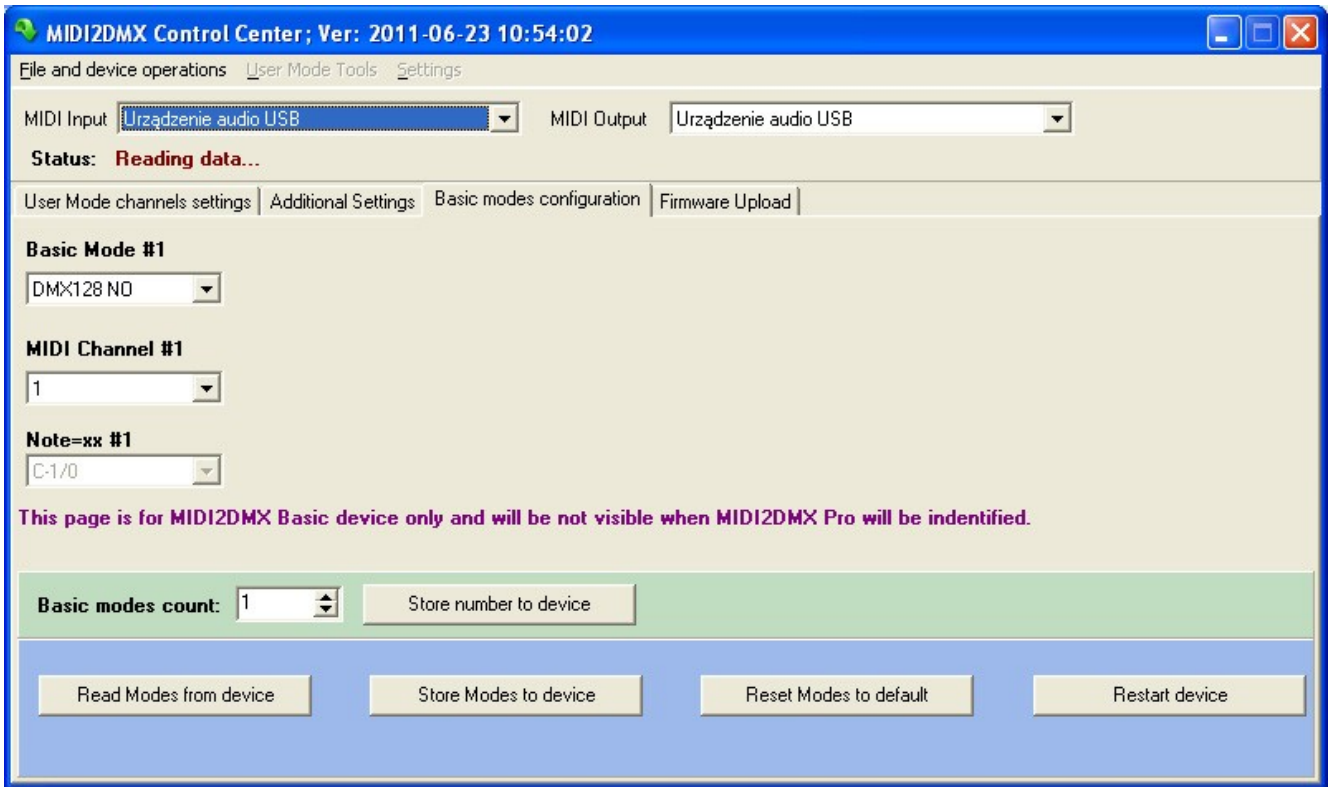 MIDI2DMX Control Center; Ver: 2011-06-23 10:54:02
File and device operations User Mode Tools Settings
MIDI Input Urządzenie audio USB MIDI Output Urządzenie audio USB
Status: Reading data...
User Mode channels settings Additional Settings Basic modes configuration Firmware Upload
Basic Mode #1
DMX128 NO
MIDI Channel #1
1
Note=xx #1
C-1/0
This page is for MIDI2DMX Basic device only and will be not visible when MIDI2DMX Pro will be indentified.
Basic modes count: 1 Store number to device
Read Modes from device Store Modes to device Reset Modes to default Restart device